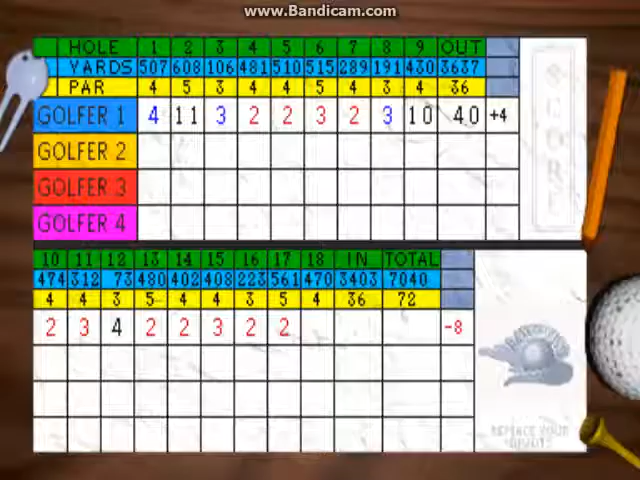 www.Bandicam.com
HOLE 1 2 3 4 5 6 7 8 9 OUT
YARDS 507 608 106 481 510 515 289 191 430 3637
PAR 4 5 3 4 4 5 4 3 4 36
GOLFER 1 4 11 3 2 2 3 2 3 10 40 +4
GOLFER 2
GOLFER 3
GOLFER 4
SCORE
10 11 12 13 14 15 16 17 18 IN TOTAL
474 312 73 480 402 408 223 561 470 3403 7040
4 4 3 5 4 4 3 5 4 36 72
2 3 4 2 2 3 2 2 -8
REPLACE YOUR
DIVOTS